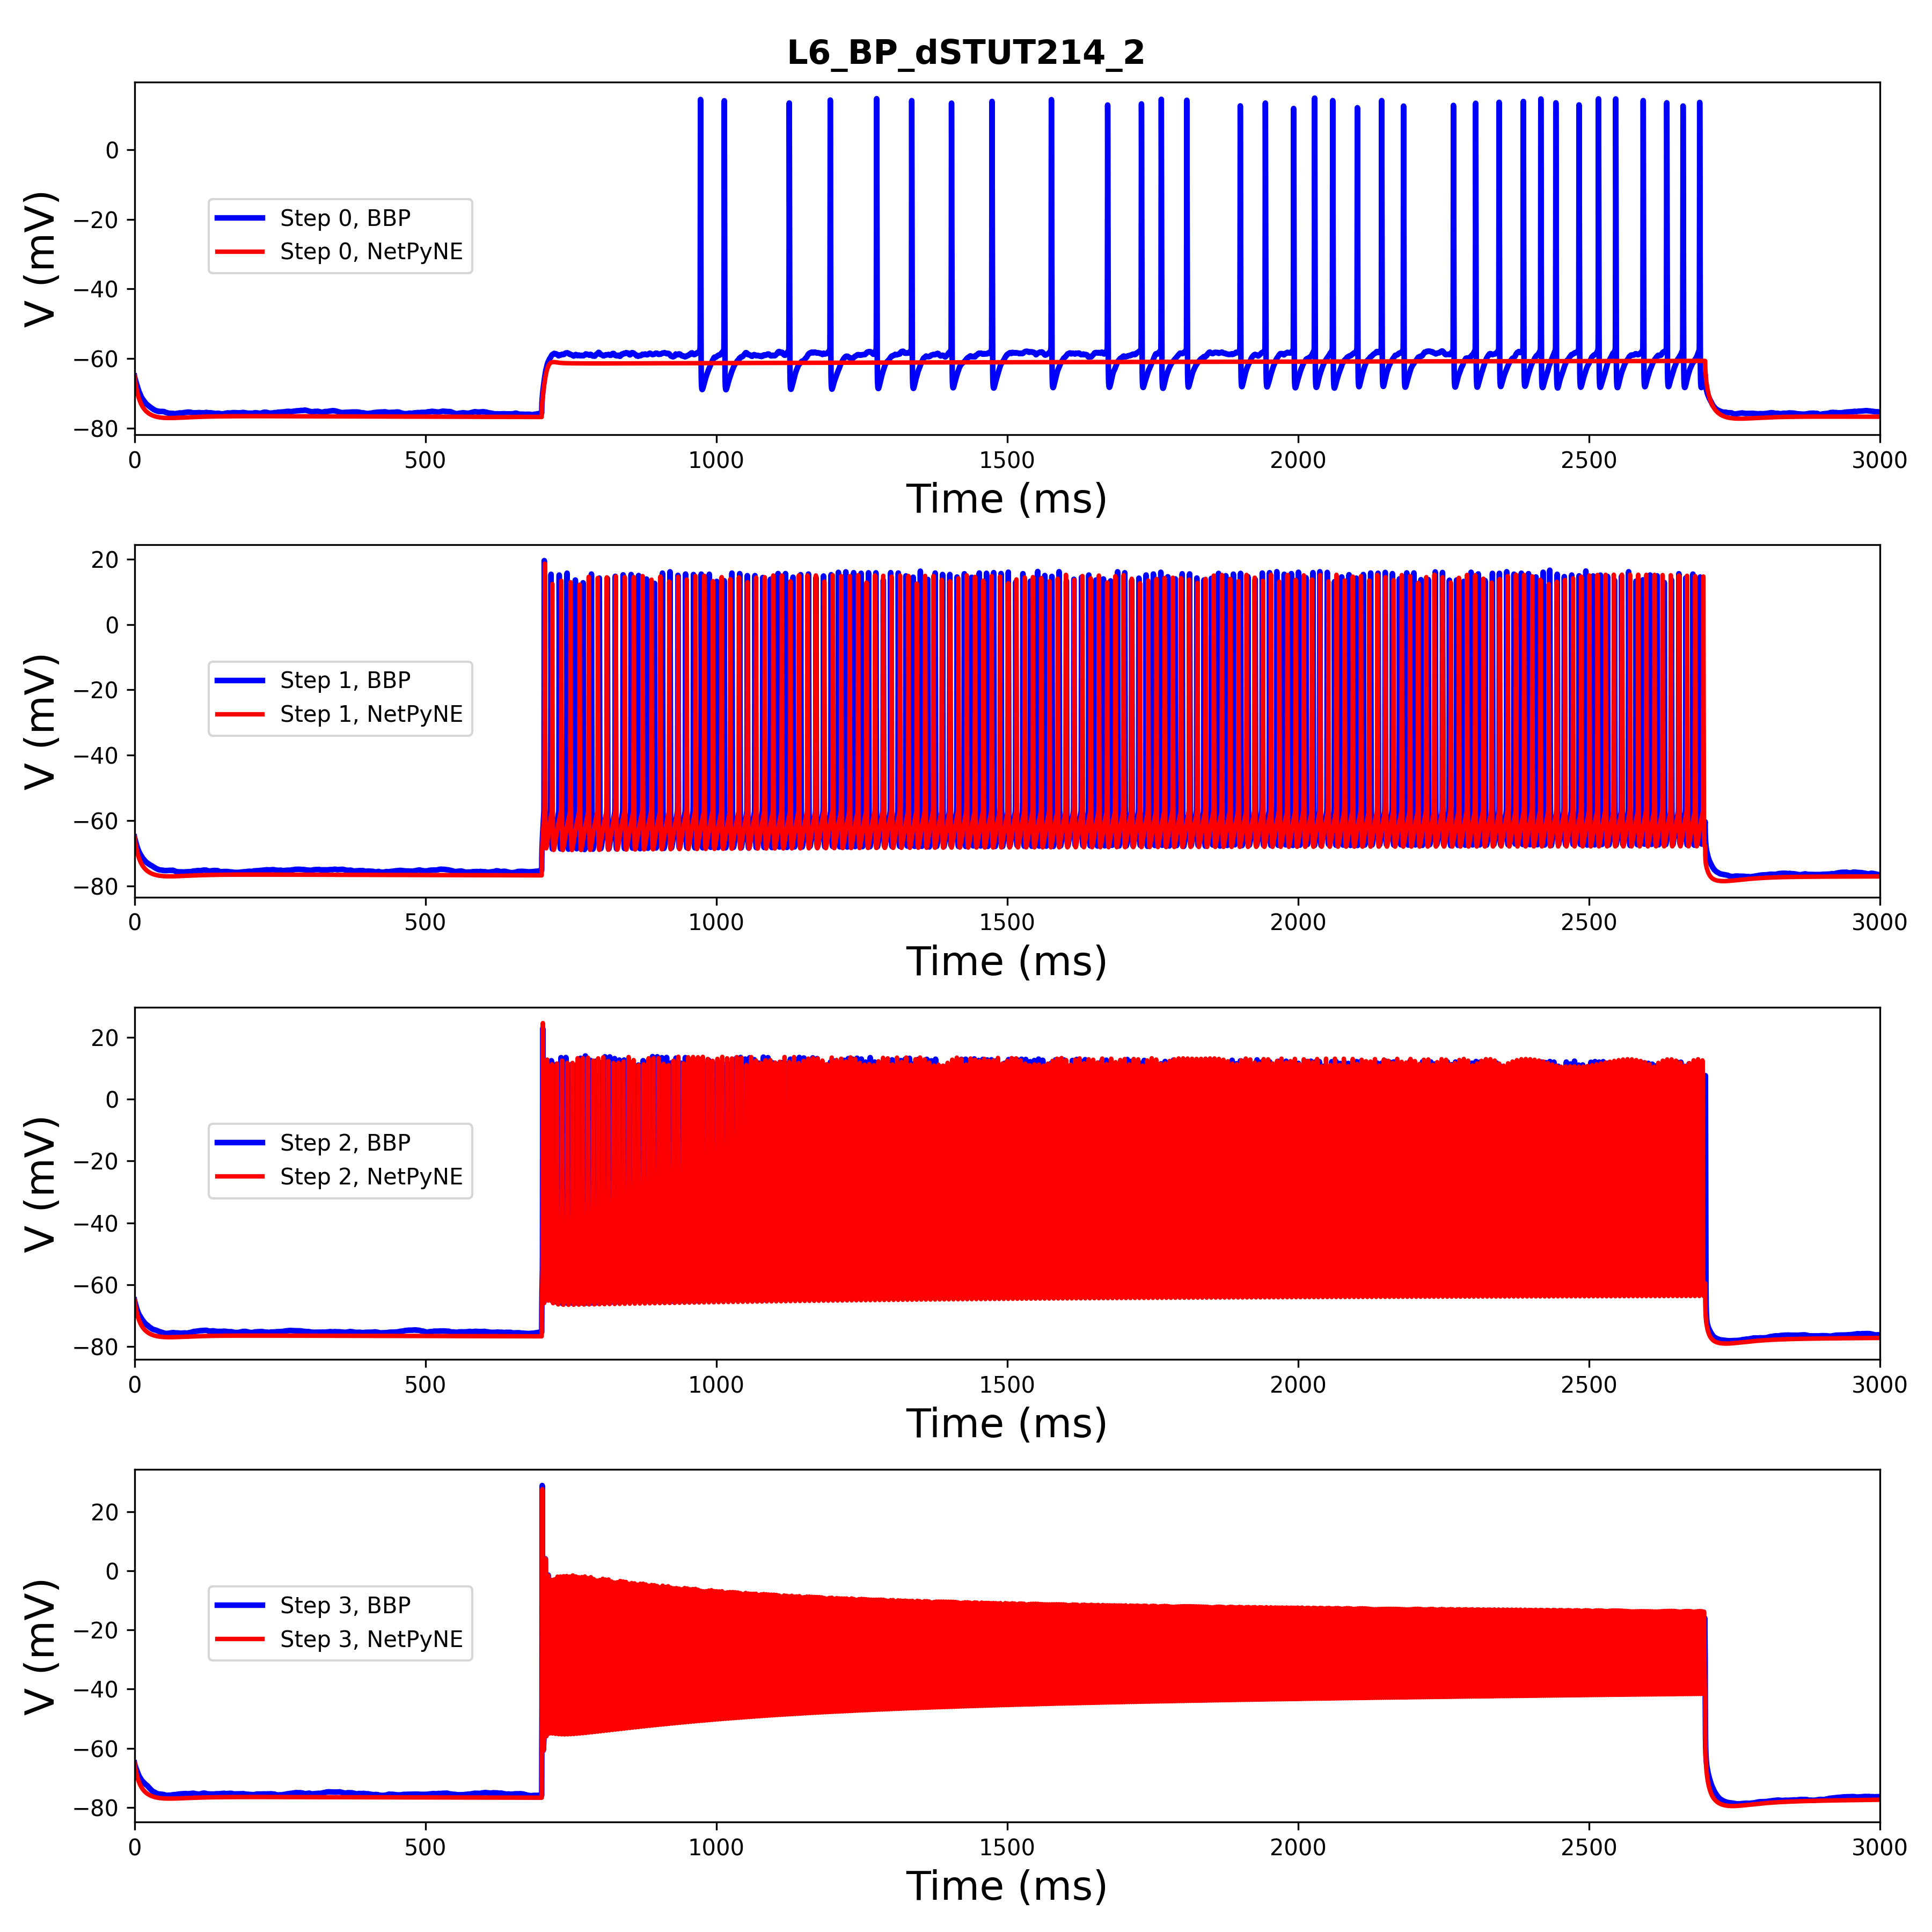 L6_BP_dSTUT214_2
V (mV)
0
−20
−40
−60
−80
Step 0, BBP
Step 0, NetPyNE
0 500 1000 1500 2000 2500 3000
Time (ms)
V (mV)
20
0
−20
−40
−60
−80
Step 1, BBP
Step 1, NetPyNE
0 500 1000 1500 2000 2500 3000
Time (ms)
V (mV)
20
0
−20
−40
−60
−80
Step 2, BBP
Step 2, NetPyNE
0 500 1000 1500 2000 2500 3000
Time (ms)
V (mV)
20
0
−20
−40
−60
−80
Step 3, BBP
Step 3, NetPyNE
0 500 1000 1500 2000 2500 3000
Time (ms)